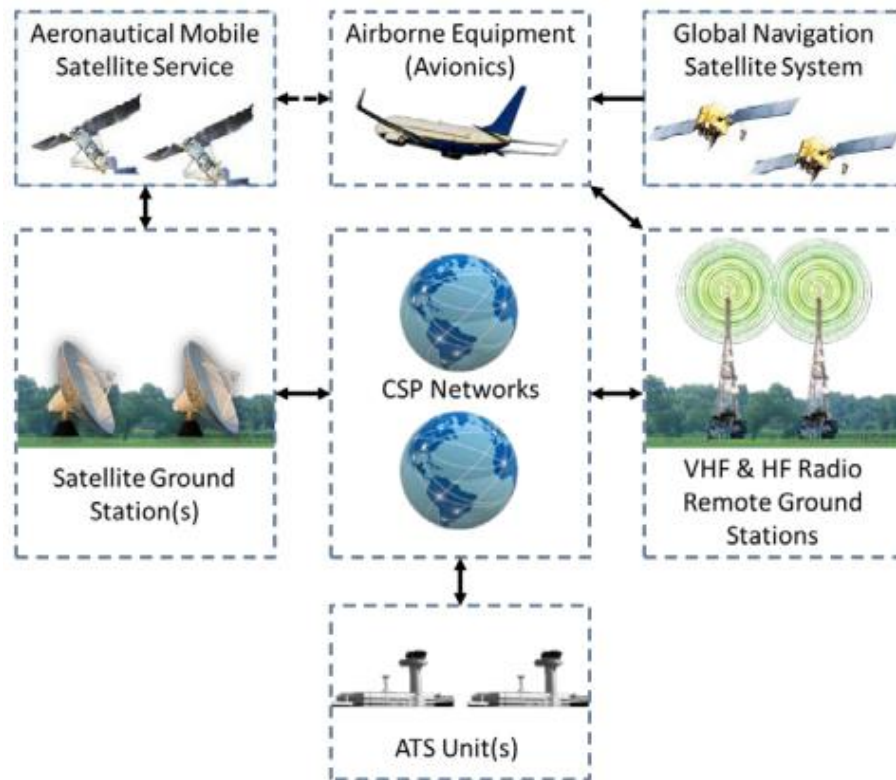 Aeronautical Mobile
Satellite Service
Airborne Equipment
(Avionics)
Global Navigation
Satellite System
Satellite Ground
Station(s)
CSP Networks
VHF & HF Radio
Remote Ground
Stations
ATS Unit(s)